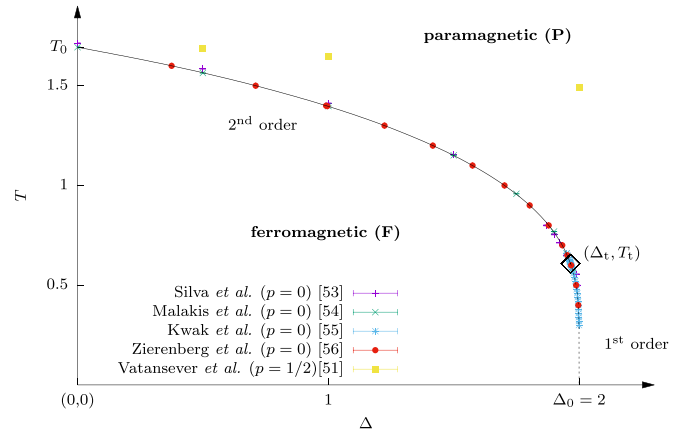 paramagnetic (P)
T₀
1.5
2ⁿᵈ order
T
1
ferromagnetic (F)
(Δₜ, Tₜ)
0.5
Silva et al. (p = 0) [53]
Malakis et al. (p = 0) [54]
Kwak et al. (p = 0) [55]
Zierenberg et al. (p = 0) [56]
Vatansever et al. (p = 1/2)[51]
1ˢᵗ order
(0,0)
1
Δ₀ = 2
Δ